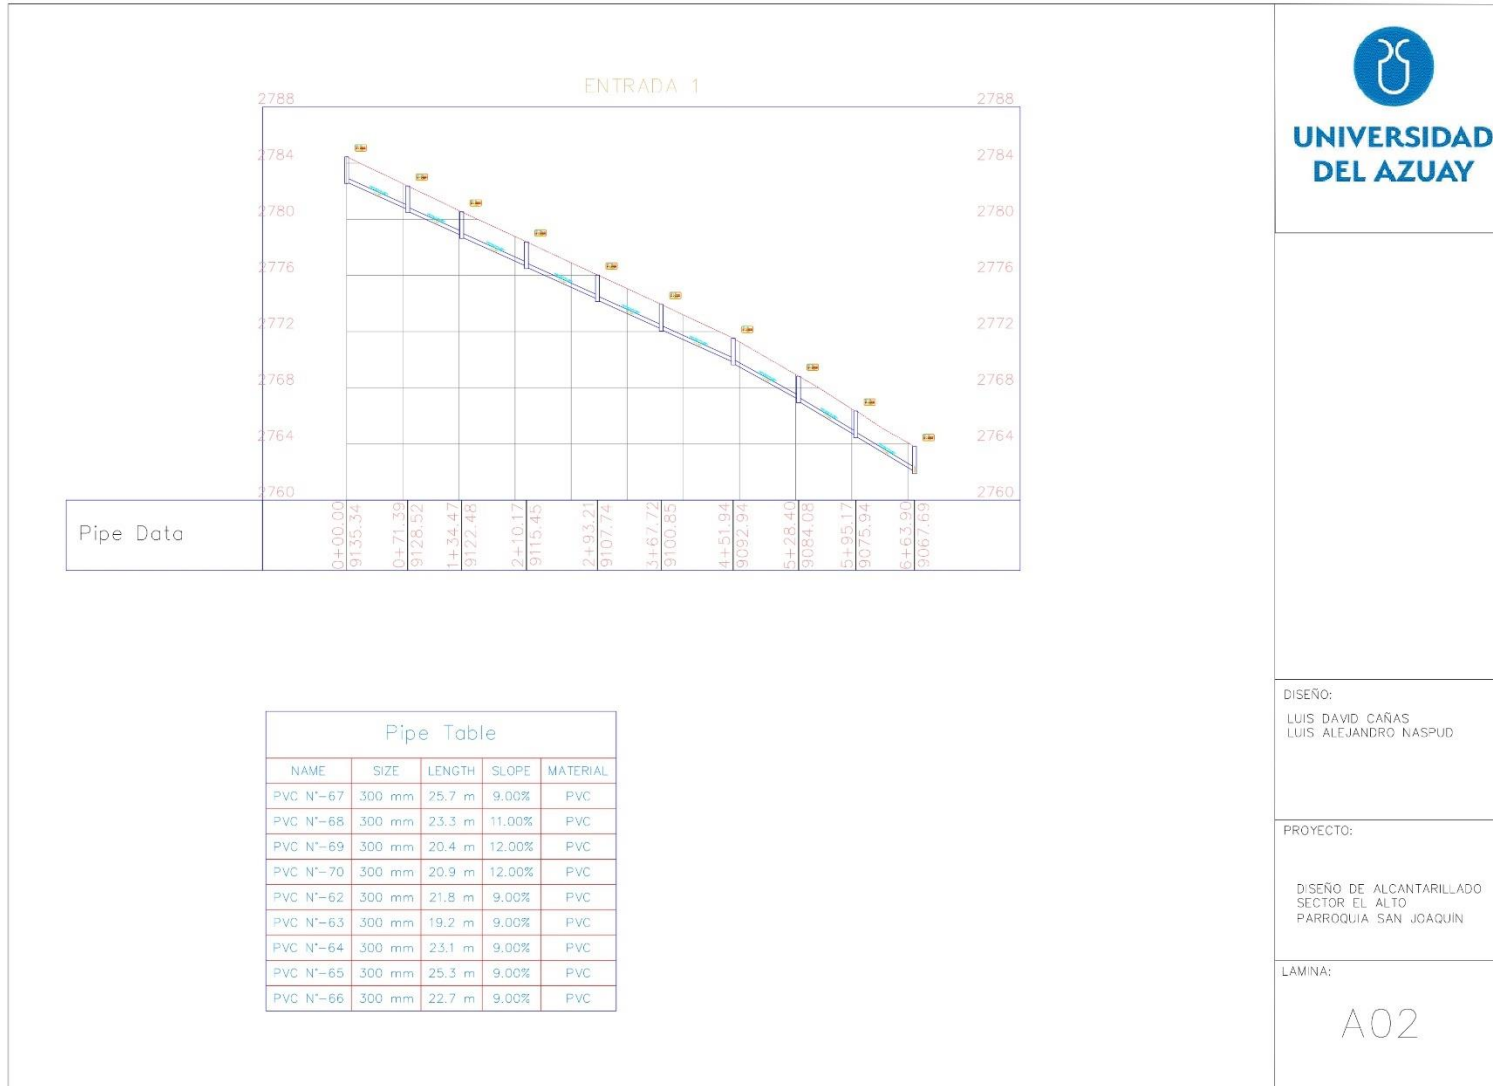 ENTRADA 1
2788 2788
2784 2784
2780 2780
2776 2776
2772 2772
2768 2768
2764 2764
2760 2760
Pipe Data
0+00.00 9135.34
0+71.39 9128.52
1+34.47 9122.48
2+10.17 9115.45
2+93.21 9107.74
3+67.72 9100.85
4+51.94 9092.94
5+28.40 9084.08
5+95.17 9075.94
6+63.90 9067.69
Pipe Table
NAME SIZE LENGTH SLOPE MATERIAL
PVC N°-67 300 mm 25.7 m 9.00% PVC
PVC N°-68 300 mm 23.3 m 11.00% PVC
PVC N°-69 300 mm 20.4 m 12.00% PVC
PVC N°-70 300 mm 20.9 m 12.00% PVC
PVC N°-62 300 mm 21.8 m 9.00% PVC
PVC N°-63 300 mm 19.2 m 9.00% PVC
PVC N°-64 300 mm 23.1 m 9.00% PVC
PVC N°-65 300 mm 25.3 m 9.00% PVC
PVC N°-66 300 mm 22.7 m 9.00% PVC
UNIVERSIDAD
DEL AZUAY
DISEÑO:
LUIS DAVID CAÑAS
LUIS ALEJANDRO NASPUD
PROYECTO:
DISEÑO DE ALCANTARILLADO
SECTOR EL ALTO
PARROQUIA SAN JOAQUÍN
LAMINA:
A02